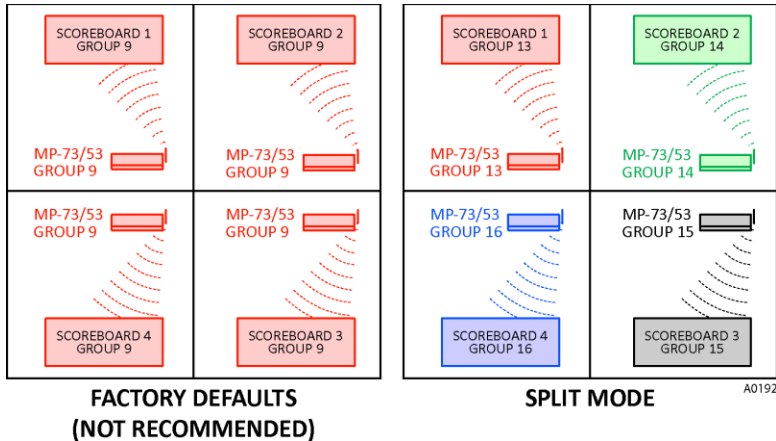 SCOREBOARD 1
GROUP 9
SCOREBOARD 2
GROUP 9
MP-73/53
GROUP 9
MP-73/53
GROUP 9
MP-73/53
GROUP 9
MP-73/53
GROUP 9
SCOREBOARD 4
GROUP 9
SCOREBOARD 3
GROUP 9
FACTORY DEFAULTS
(NOT RECOMMENDED)
SCOREBOARD 1
GROUP 13
SCOREBOARD 2
GROUP 14
MP-73/53
GROUP 13
MP-73/53
GROUP 14
MP-73/53
GROUP 16
MP-73/53
GROUP 15
SCOREBOARD 4
GROUP 16
SCOREBOARD 3
GROUP 15
SPLIT MODE
A0192